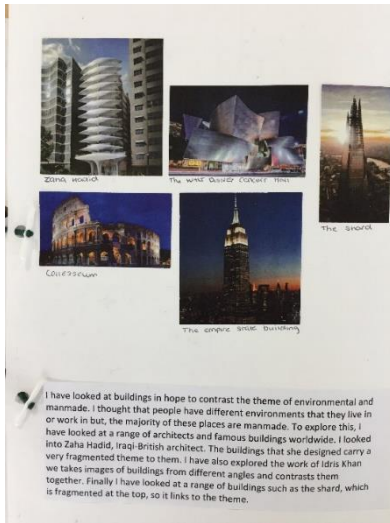 Zaha Hadid
The Walt Disney Concert Hall
The shard
Collesseum
The empire state building
I have looked at buildings in hope to contrast the theme of environmental and
manmade. I thought that people have different environments that they live in
or work in but, the majority of these places are manmade. To explore this, I
have looked at a range of architects and famous buildings worldwide. I looked
into Zaha Hadid, Iraqi-British architect. The buildings that she designed carry a
very fragmented theme to them. I have also explored the work of Idris Khan
we takes images of buildings from different angles and contrasts them
together. Finally I have looked at a range of buildings such as the shard, which
is fragmented at the top, so it links to the theme.